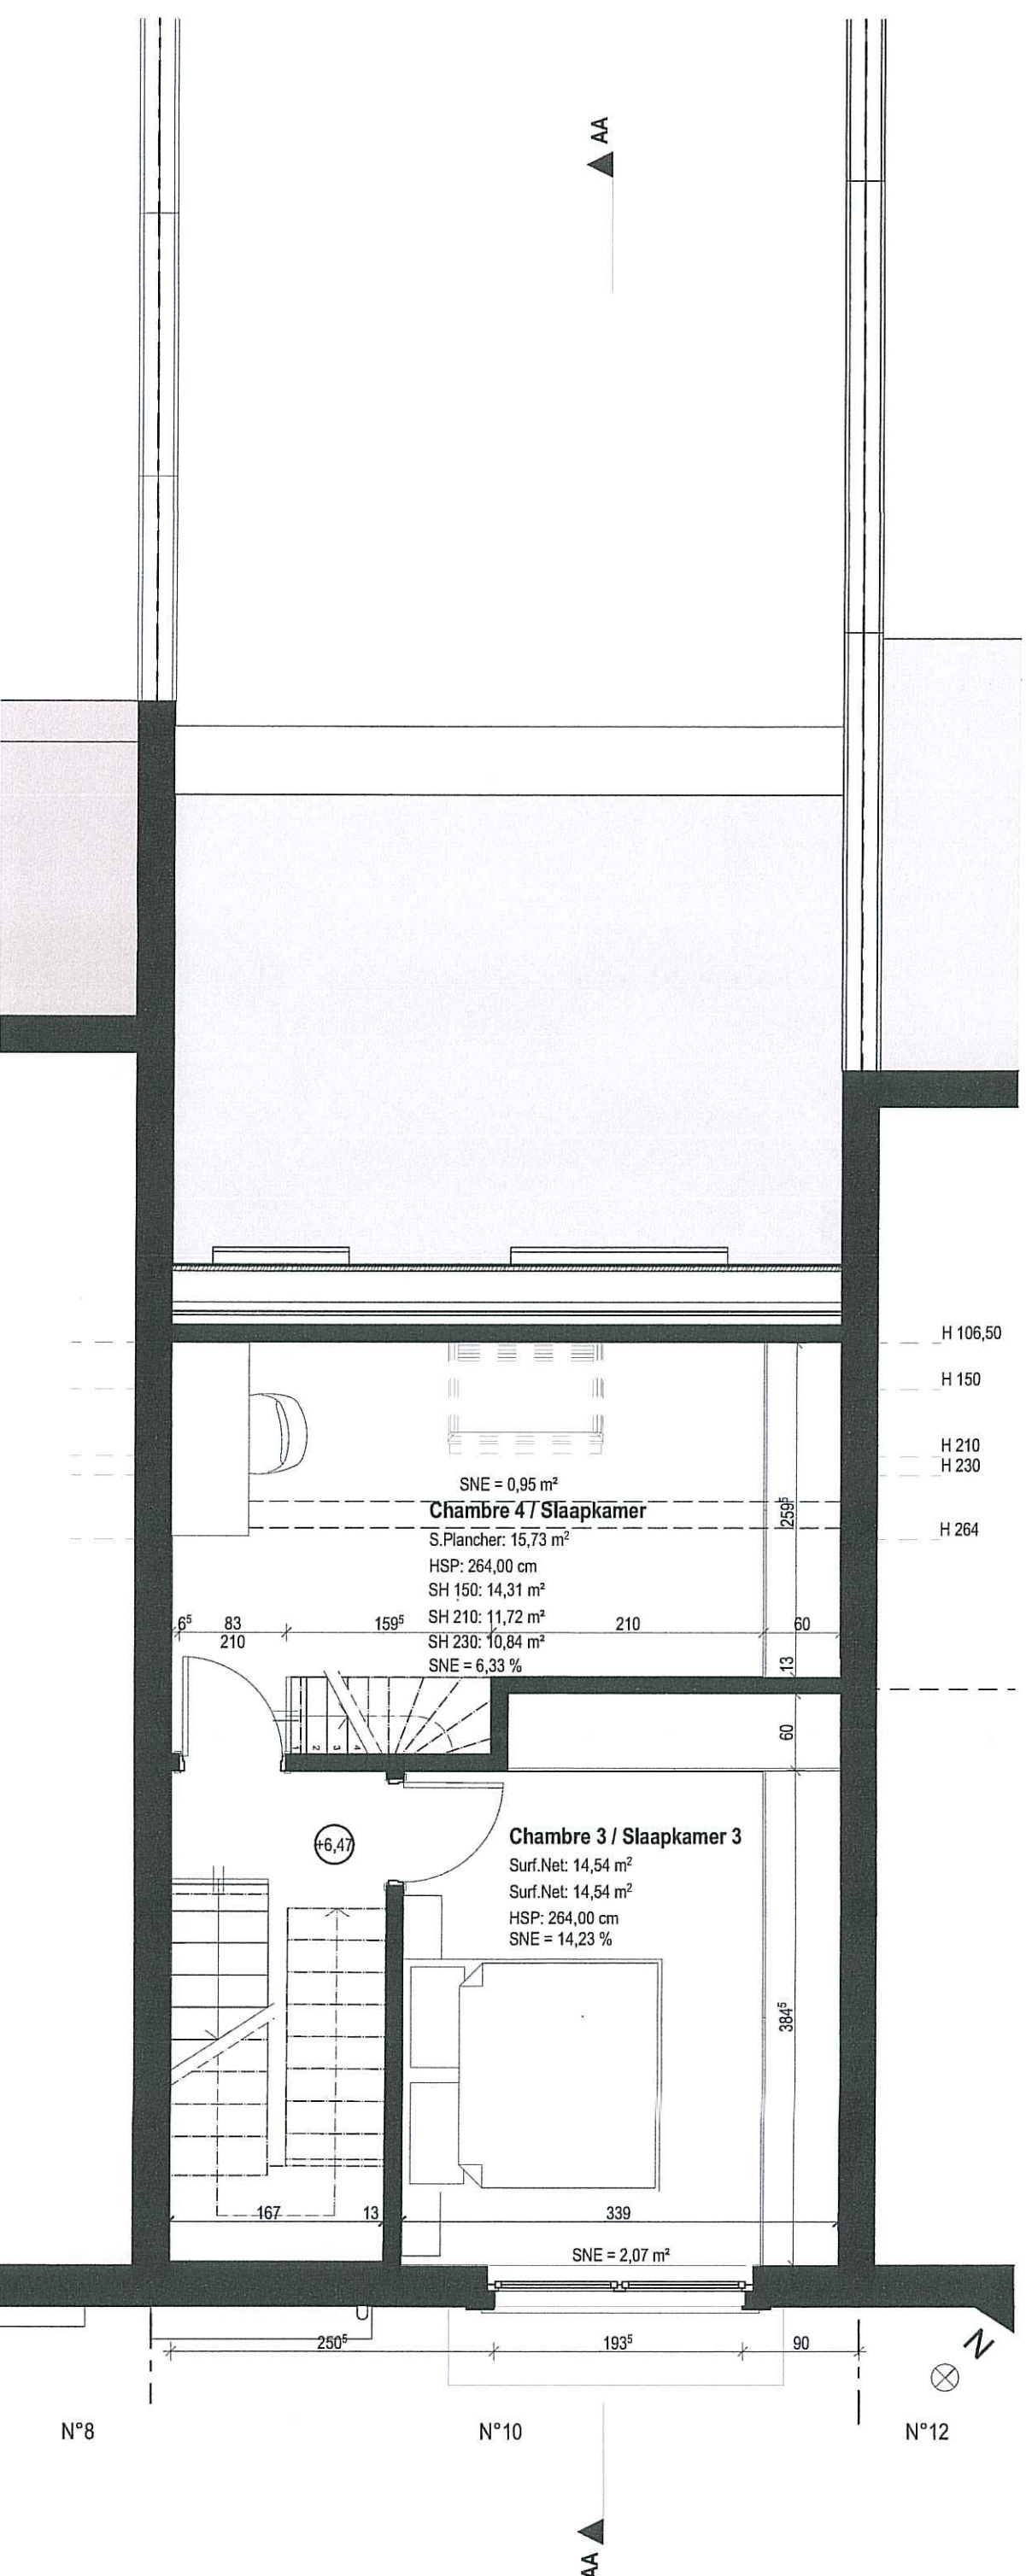 AA
H 106,50
H 150
H 210
H 230
H 264
SNE = 0,95 m²
Chambre 4 / Slaapkamer
S.Plancher: 15,73 m²
HSP: 264,00 cm
SH 150: 14,31 m²
SH 210: 11,72 m²
SH 230: 10,84 m²
SNE = 6,33 %
259⁵
6⁵ 83 159⁵ 210 60
210
13
60
1 2 3 4
+6,47
Chambre 3 / Slaapkamer 3
Surf.Net: 14,54 m²
Surf.Net: 14,54 m²
HSP: 264,00 cm
SNE = 14,23 %
384⁵
167 13 339
SNE = 2,07 m²
250⁵ 193⁵ 90
N
N°8 N°10 N°12
AA